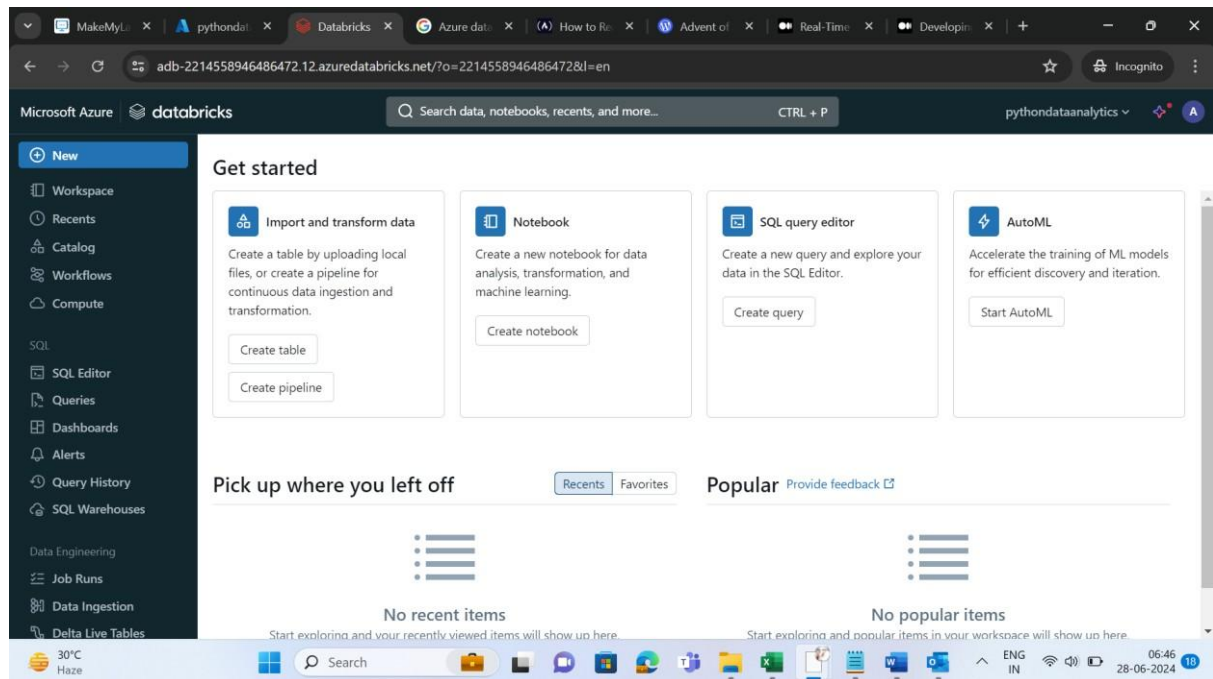 MakeMyLa
pythondat
Databricks
Azure data
How to Re
Advent of
Real-Time
Developin
adb-2214558946486472.12.azuredatabricks.net/?o=2214558946486472&l=en
Incognito
Microsoft Azure
databricks
Search data, notebooks, recents, and more...
CTRL + P
pythondataanalytics
A
New
Workspace
Recents
Catalog
Workflows
Compute
SQL
SQL Editor
Queries
Dashboards
Alerts
Query History
SQL Warehouses
Data Engineering
Job Runs
Data Ingestion
Delta Live Tables
Get started
Import and transform data
Create a table by uploading local
files, or create a pipeline for
continuous data ingestion and
transformation.
Create table
Create pipeline
Notebook
Create a new notebook for data
analysis, transformation, and
machine learning.
Create notebook
SQL query editor
Create a new query and explore your
data in the SQL Editor.
Create query
AutoML
Accelerate the training of ML models
for efficient discovery and iteration.
Start AutoML
Pick up where you left off
Recents
Favorites
No recent items
Start exploring and your recently viewed items will show up here.
Popular
Provide feedback
No popular items
Start exploring and popular items in your workspace will show up here.
30°C
Haze
Search
ENG
IN
06:46
28-06-2024
18